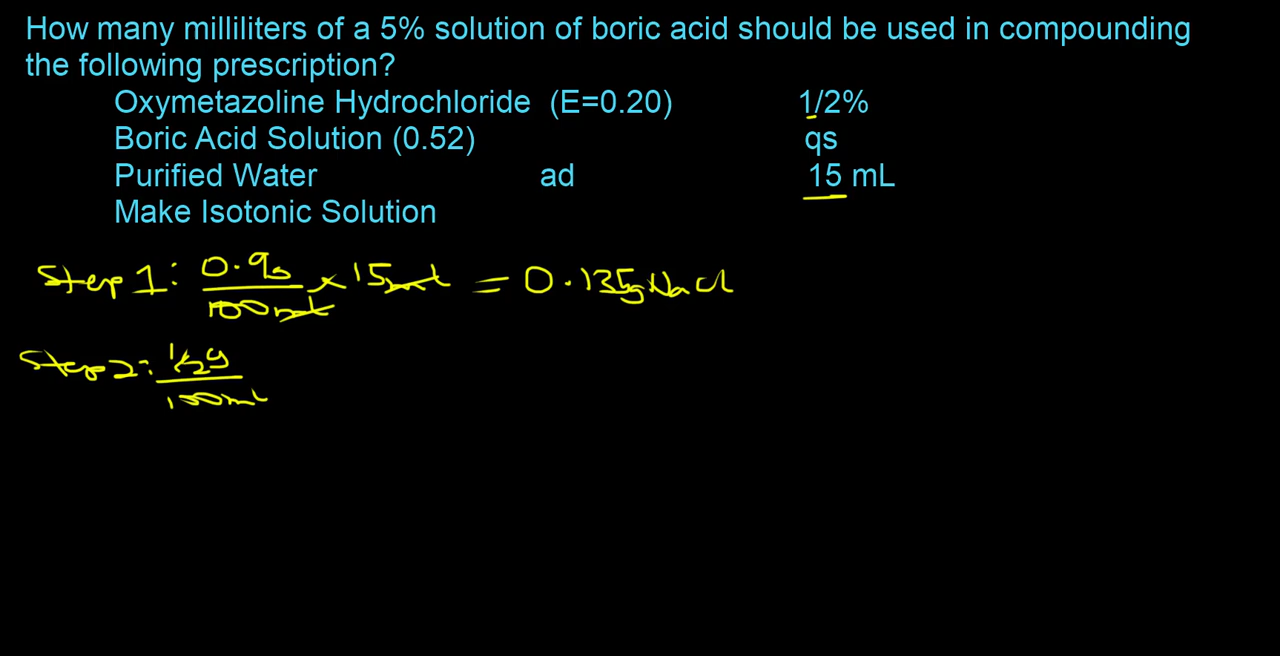 How many milliliters of a 5% solution of boric acid should be used in compounding
the following prescription?
Oxymetazoline Hydrochloride (E=0.20) 1/2%
Boric Acid Solution (0.52) qs
Purified Water ad 15 mL
Make Isotonic Solution
Step 1: 0.9g/100mL x 15mL = 0.135g NaCl
Step 2: 1/2g/100mL